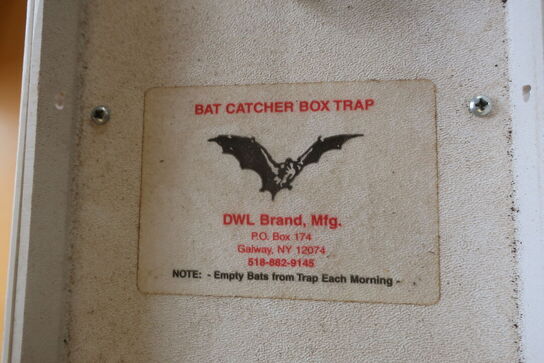 BAT CATCHER BOX TRAP
DWL Brand, Mfg.
P.O. Box 174
Galway, NY 12074
518-882-9145
NOTE: - Empty Bats from Trap Each Morning -